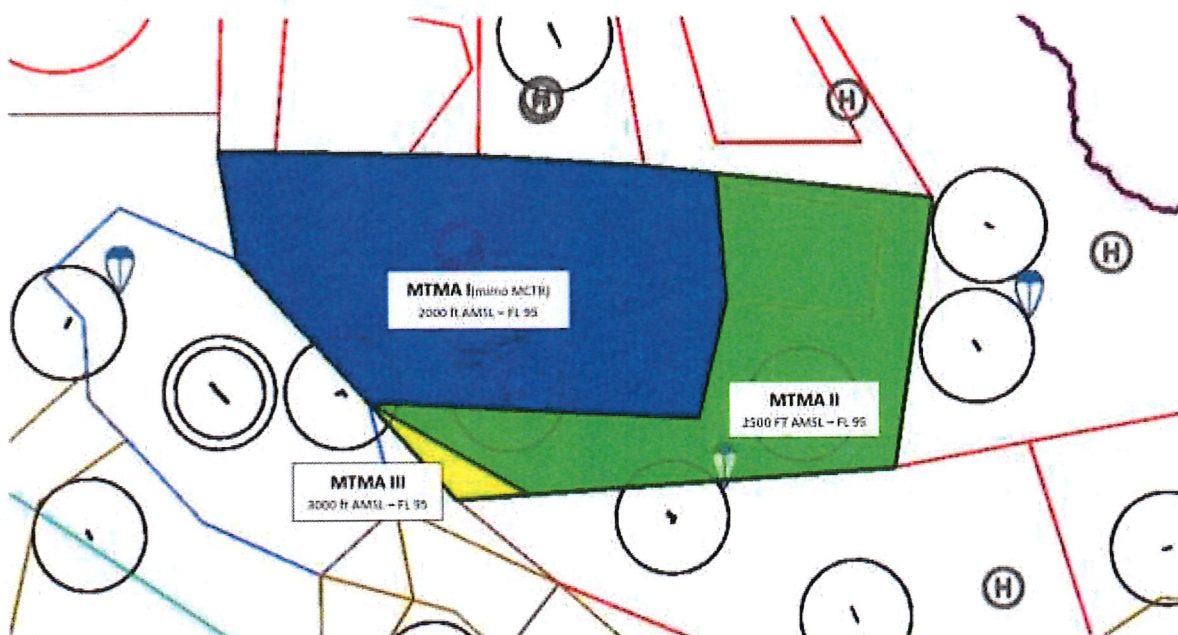 H
H
H
MTMA I(mimo MCTR)
2000 ft AMSL – FL 95
MTMA II
2500 FT AMSL – FL 95
MTMA III
3000 ft AMSL – FL 95
H